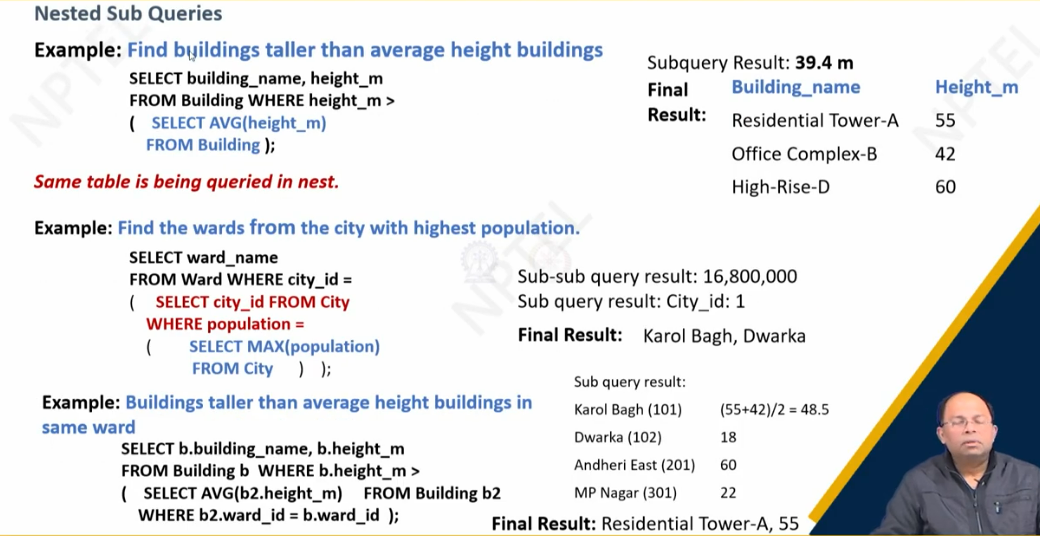 Nested Sub Queries
Example: Find buildings taller than average height buildings
SELECT building_name, height_m
FROM Building WHERE height_m >
( SELECT AVG(height_m)
FROM Building );
Same table is being queried in nest.
Subquery Result: 39.4 m
Final Result:
Building_name Height_m
Residential Tower-A 55
Office Complex-B 42
High-Rise-D 60
Example: Find the wards from the city with highest population.
SELECT ward_name
FROM Ward WHERE city_id =
( SELECT city_id FROM City
WHERE population =
( SELECT MAX(population)
FROM City ) );
Sub-sub query result: 16,800,000
Sub query result: City_id: 1
Final Result: Karol Bagh, Dwarka
Example: Buildings taller than average height buildings in
same ward
SELECT b.building_name, b.height_m
FROM Building b WHERE b.height_m >
( SELECT AVG(b2.height_m) FROM Building b2
WHERE b2.ward_id = b.ward_id );
Sub query result:
Karol Bagh (101) (55+42)/2 = 48.5
Dwarka (102) 18
Andheri East (201) 60
MP Nagar (301) 22
Final Result: Residential Tower-A, 55
NPTEL
NPTEL
NPTEL